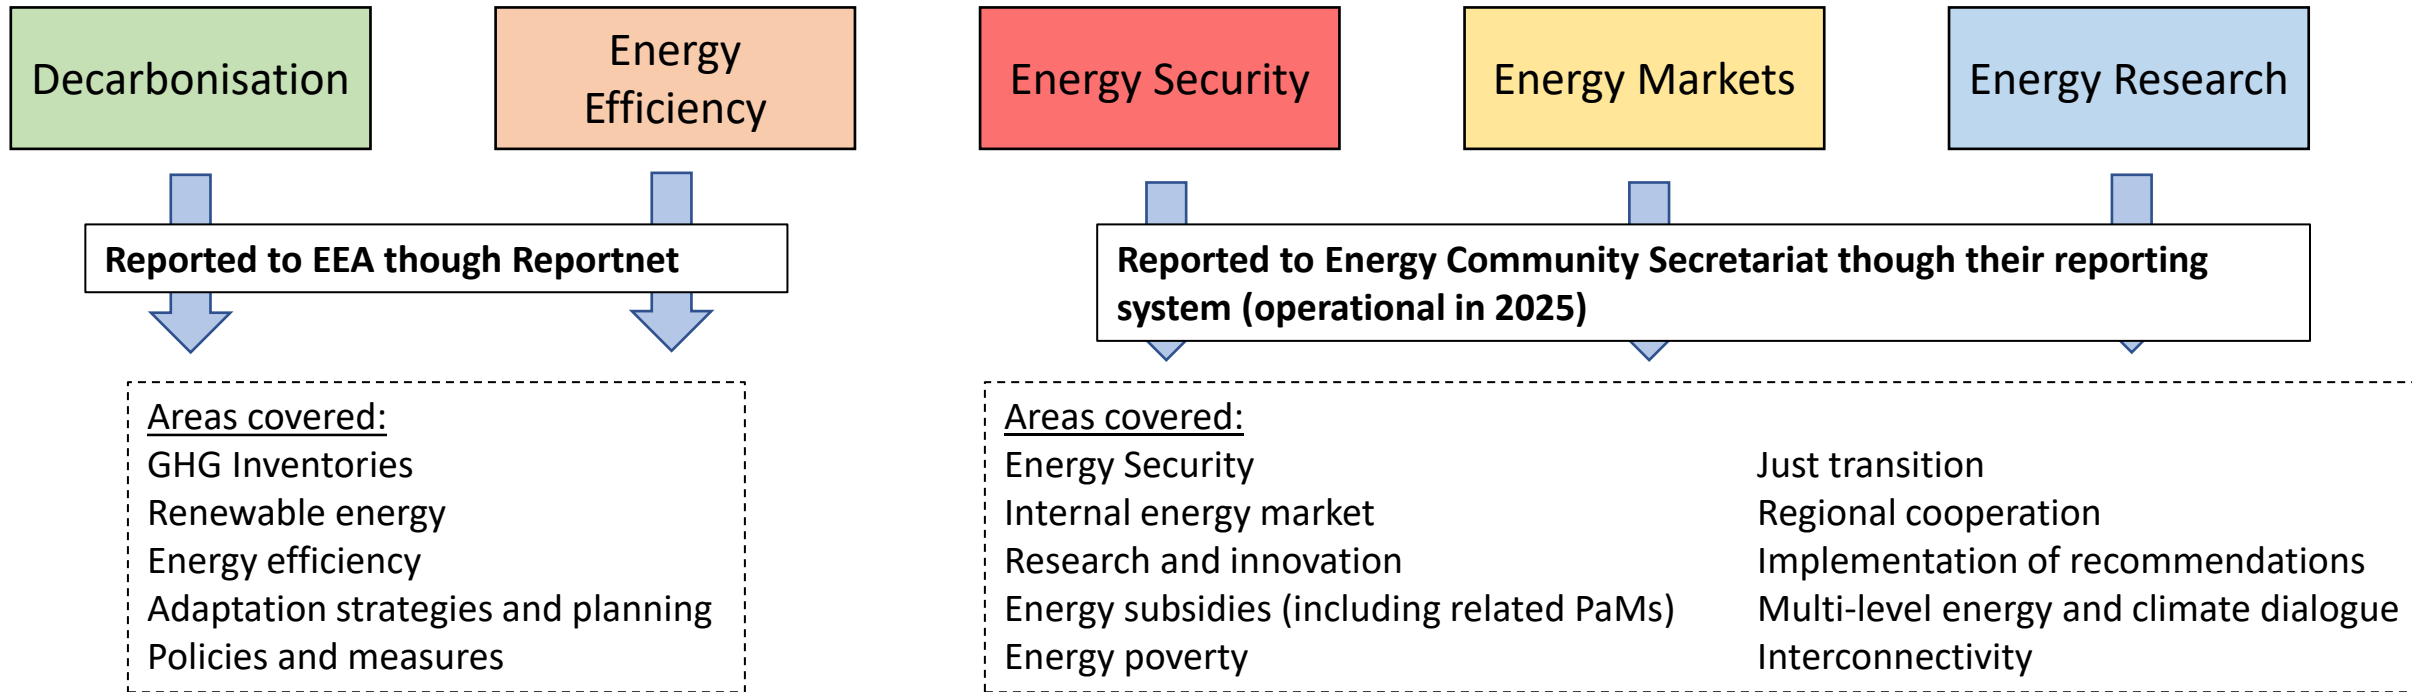 Decarbonisation
Energy
Efficiency
Energy Security
Energy Markets
Energy Research
Reported to EEA though Reportnet
Reported to Energy Community Secretariat though their reporting
system (operational in 2025)
Areas covered:
GHG Inventories
Renewable energy
Energy efficiency
Adaptation strategies and planning
Policies and measures
Areas covered:
Energy Security
Internal energy market
Research and innovation
Energy subsidies (including related PaMs)
Energy poverty
Just transition
Regional cooperation
Implementation of recommendations
Multi-level energy and climate dialogue
Interconnectivity